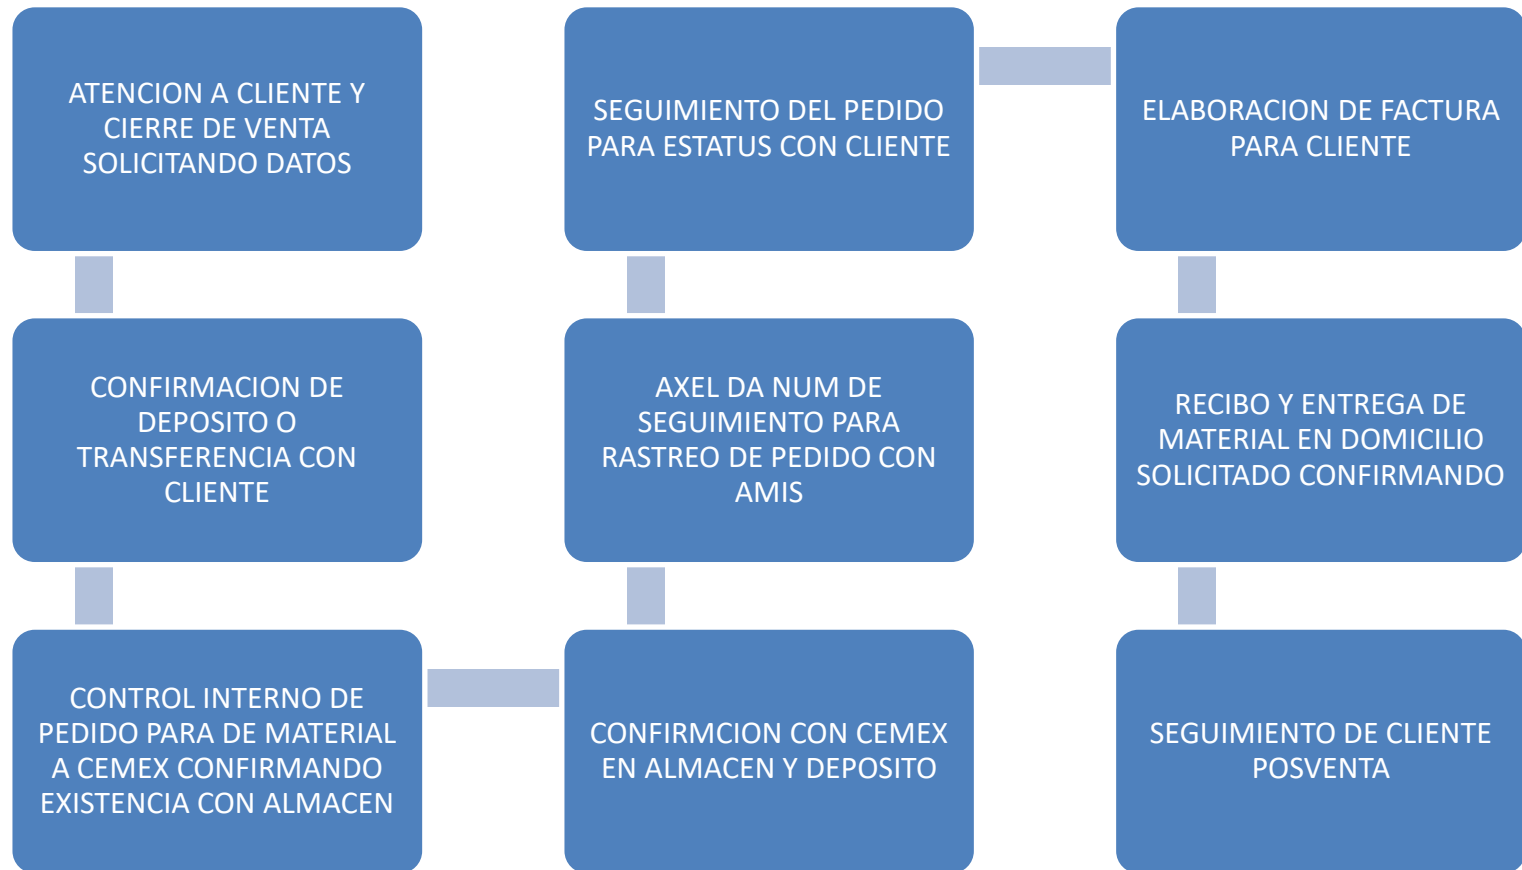 ATENCION A CLIENTE Y
CIERRE DE VENTA
SOLICITANDO DATOS
CONFIRMACION DE
DEPOSITO O
TRANSFERENCIA CON
CLIENTE
CONTROL INTERNO DE
PEDIDO PARA DE MATERIAL
A CEMEX CONFIRMANDO
EXISTENCIA CON ALMACEN
CONFIRMCION CON CEMEX
EN ALMACEN Y DEPOSITO
AXEL DA NUM DE
SEGUIMIENTO PARA
RASTREO DE PEDIDO CON
AMIS
SEGUIMIENTO DEL PEDIDO
PARA ESTATUS CON CLIENTE
ELABORACION DE FACTURA
PARA CLIENTE
RECIBO Y ENTREGA DE
MATERIAL EN DOMICILIO
SOLICITADO CONFIRMANDO
SEGUIMIENTO DE CLIENTE
POSVENTA